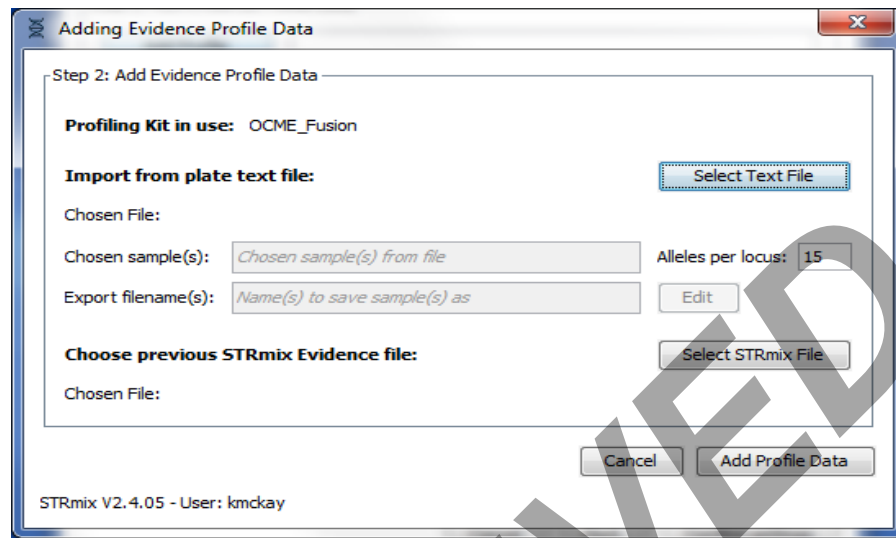 Adding Evidence Profile Data
Step 2: Add Evidence Profile Data
Profiling Kit in use: OCME_Fusion
Import from plate text file: Select Text File
Chosen File:
Chosen sample(s): Chosen sample(s) from file Alleles per locus: 15
Export filename(s): Name(s) to save sample(s) as Edit
Choose previous STRmix Evidence file: Select STRmix File
Chosen File:
Cancel Add Profile Data
STRmix V2.4.05 - User: kmckay
VED